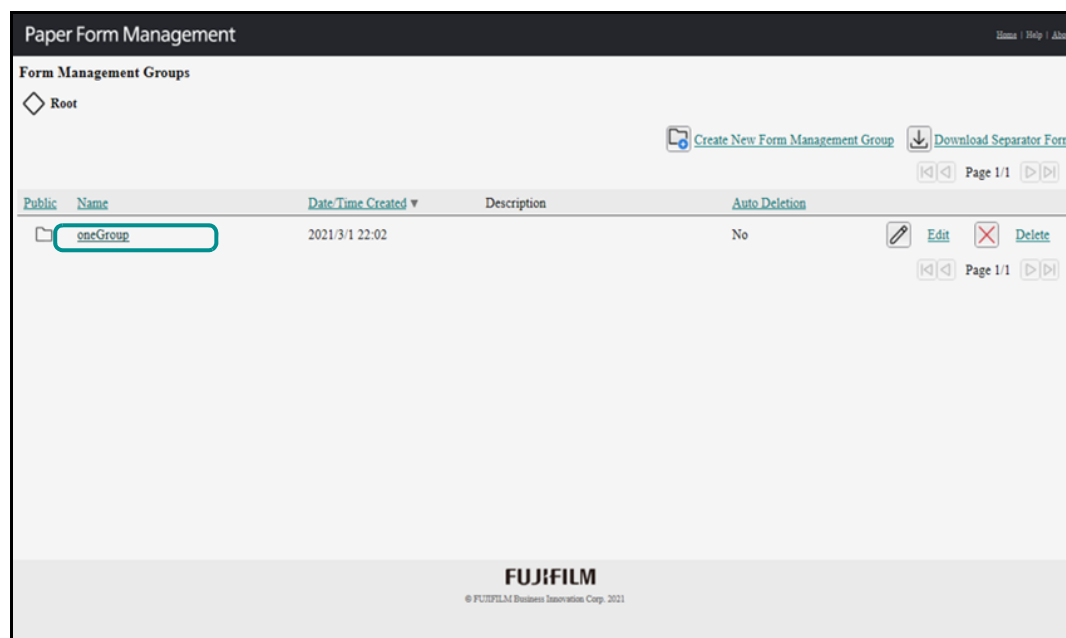 Paper Form Management
Home | Help | Abo
Form Management Groups
Root
Create New Form Management Group Download Separator For
Page 1/1
Public Name Date/Time Created ▼ Description Auto Deletion
oneGroup 2021/3/1 22:02 No Edit Delete
Page 1/1
FUJIFILM
© FUJIFILM Business Innovation Corp. 2021